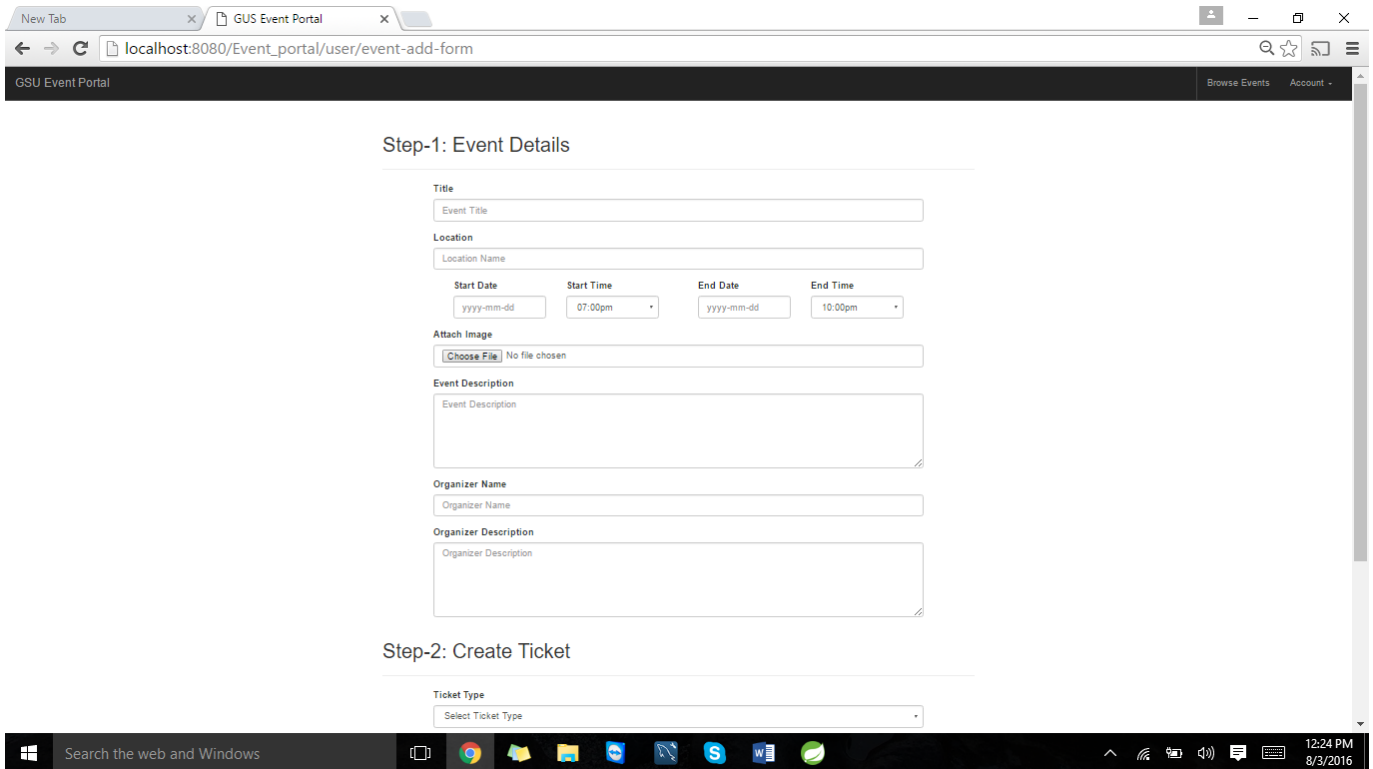 New Tab
GUS Event Portal
localhost:8080/Event_portal/user/event-add-form
GSU Event Portal
Browse Events
Account
Step-1: Event Details
Title
Event Title
Location
Location Name
Start Date Start Time End Date End Time
yyyy-mm-dd 07:00pm yyyy-mm-dd 10:00pm
Attach Image
Choose File No file chosen
Event Description
Event Description
Organizer Name
Organizer Name
Organizer Description
Organizer Description
Step-2: Create Ticket
Ticket Type
Select Ticket Type
Search the web and Windows
12:24 PM
8/3/2016